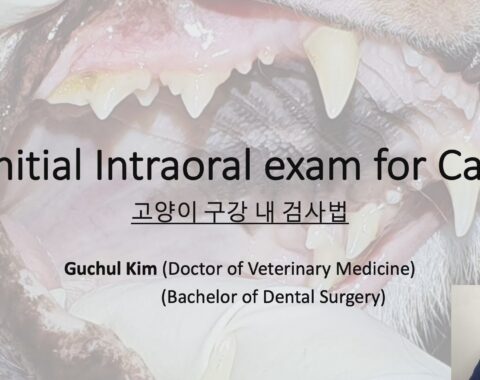 nitial Intraoral exam for Ca
고양이 구강 내 검사법
Guchul Kim (Doctor of Veterinary Medicine)
(Bachelor of Dental Surgery)